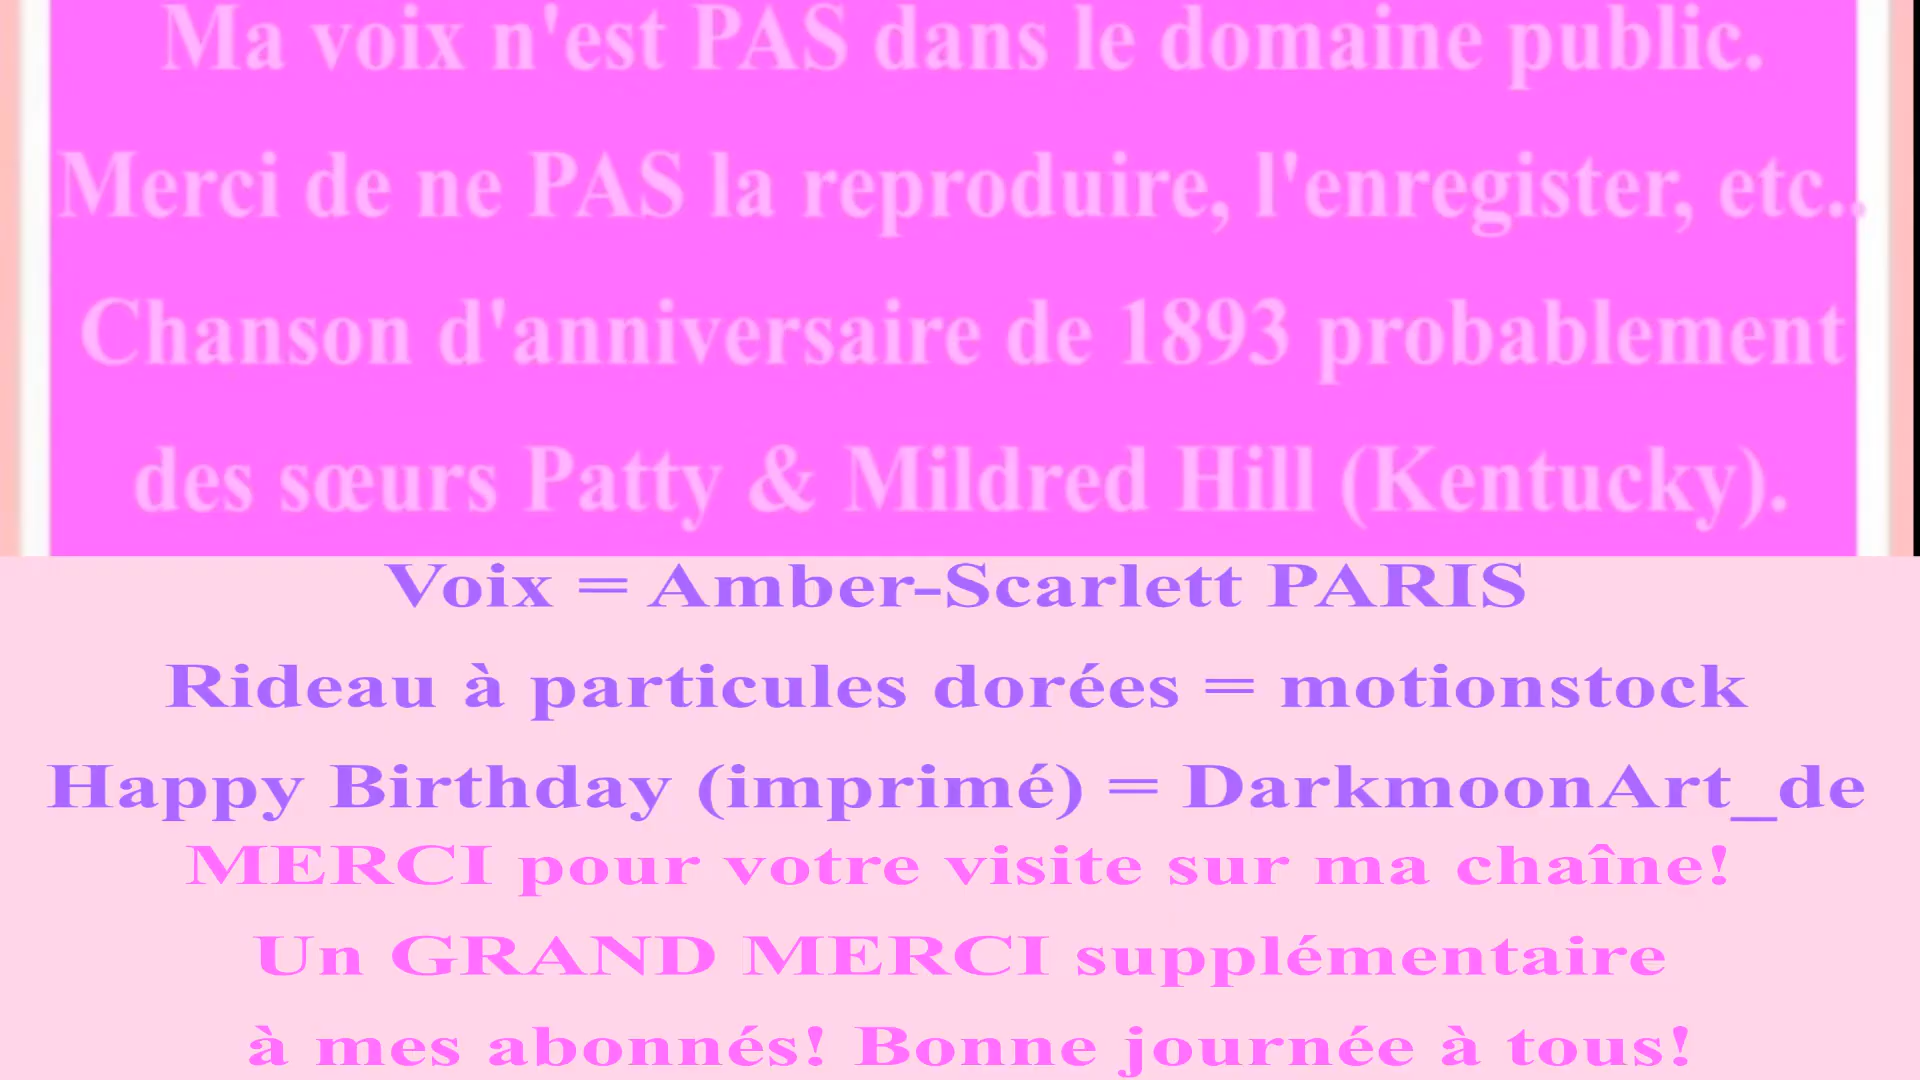 Ma voix n'est PAS dans le domaine public.
Merci de ne PAS la reproduire, l'enregister, etc..
Chanson d'anniversaire de 1893 probablement
des sœurs Patty & Mildred Hill (Kentucky).
Voix = Amber-Scarlett PARIS
Rideau à particules dorées = motionstock
Happy Birthday (imprimé) = DarkmoonArt_de
MERCI pour votre visite sur ma chaîne!
Un GRAND MERCI supplémentaire
à mes abonnés! Bonne journée à tous!